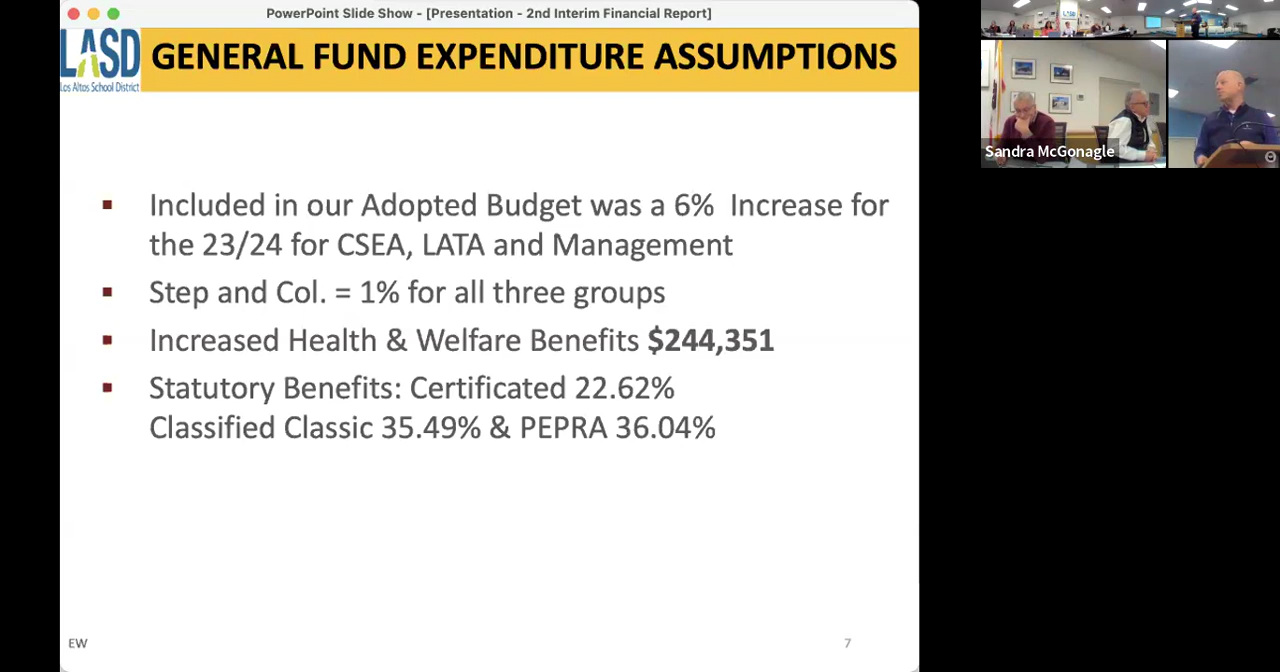 PowerPoint Slide Show - [Presentation - 2nd Interim Financial Report]
LASD
Los Altos School District
GENERAL FUND EXPENDITURE ASSUMPTIONS
Included in our Adopted Budget was a 6% Increase for
the 23/24 for CSEA, LATA and Management
Step and Col. = 1% for all three groups
Increased Health & Welfare Benefits $244,351
Statutory Benefits: Certificated 22.62%
Classified Classic 35.49% & PEPRA 36.04%
EW
7
Sandra McGonagle